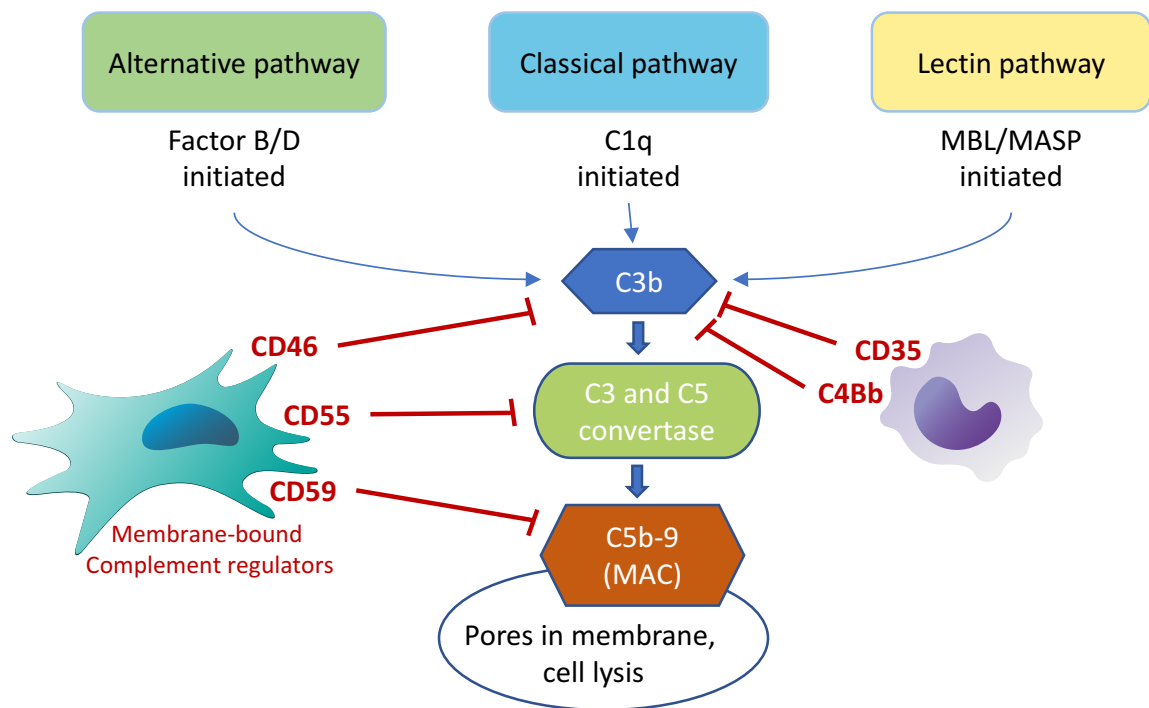 Alternative pathway
Classical pathway
Lectin pathway
Factor B/D
initiated
C1q
initiated
MBL/MASP
initiated
C3b
CD46
CD35
C4Bb
C3 and C5
convertase
CD55
CD59
Membrane-bound
Complement regulators
C5b-9
(MAC)
Pores in membrane,
cell lysis